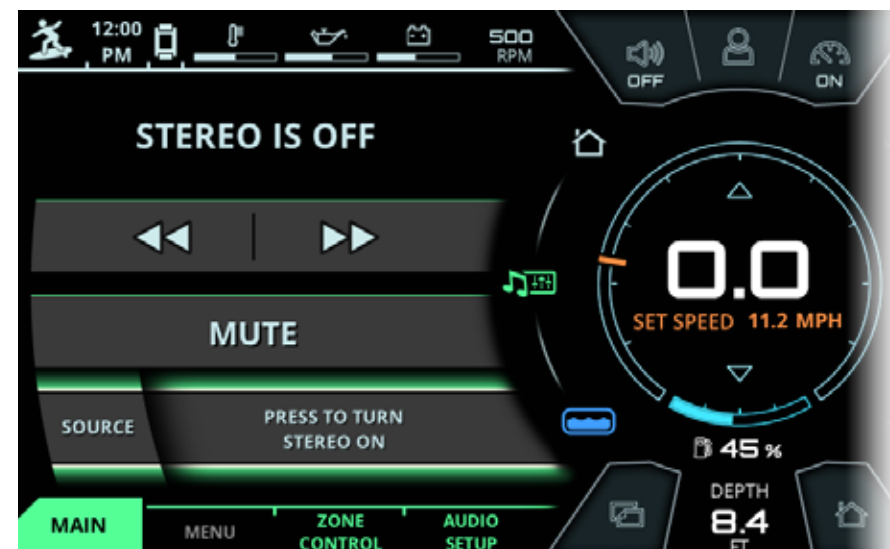 12:00
PM
500
RPM
OFF
ON
STEREO IS OFF
0.0
SET SPEED 11.2 MPH
MUTE
SOURCE
PRESS TO TURN
STEREO ON
45 %
DEPTH
8.4
FT
MAIN
MENU
ZONE
CONTROL
AUDIO
SETUP